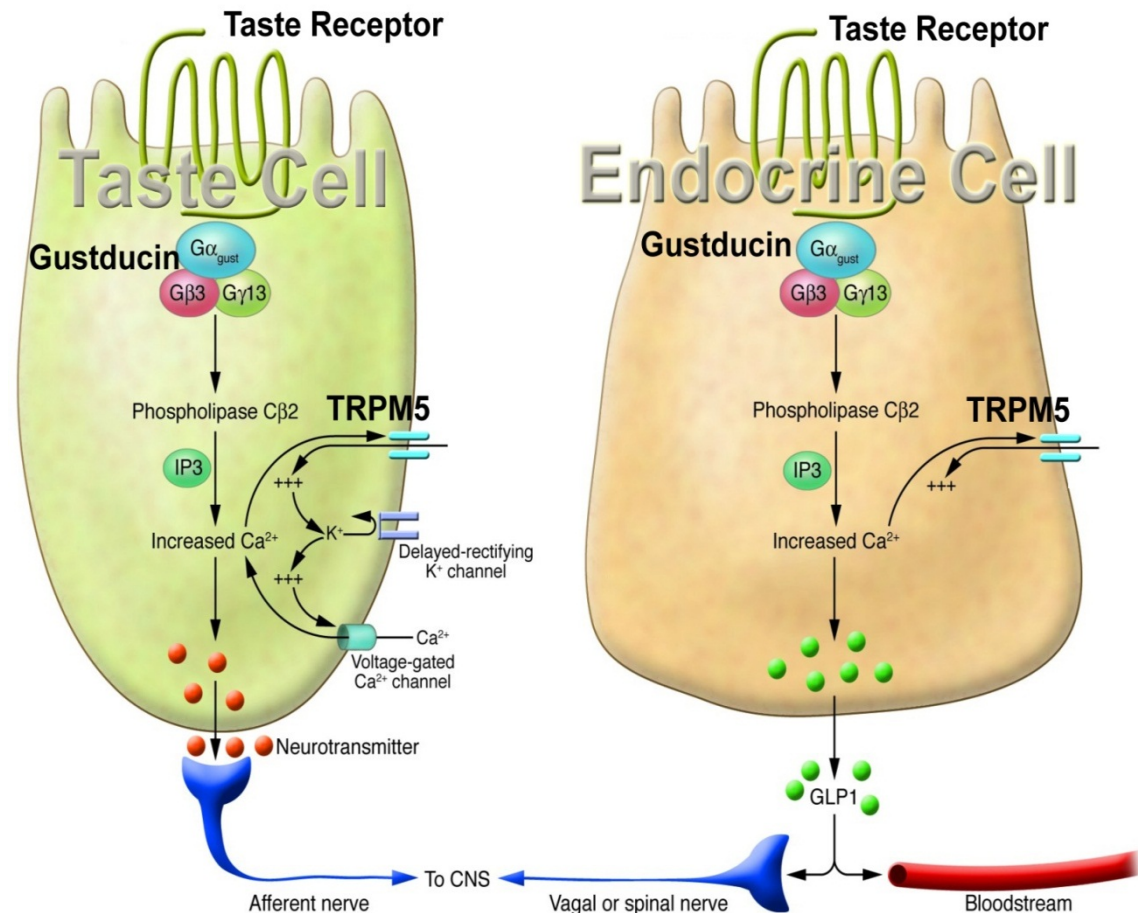 Taste Receptor
Taste Cell
Gustducin
Gαgust
Gβ3
Gγ13
Phospholipase Cβ2
TRPM5
IP3
+++
Increased Ca²⁺
K⁺
Delayed-rectifying
K⁺ channel
+++
Ca²⁺
Voltage-gated
Ca²⁺ channel
Neurotransmitter
Afferent nerve
To CNS
Taste Receptor
Endocrine Cell
Gustducin
Gαgust
Gβ3
Gγ13
Phospholipase Cβ2
TRPM5
IP3
+++
Increased Ca²⁺
GLP1
Vagal or spinal nerve
Bloodstream